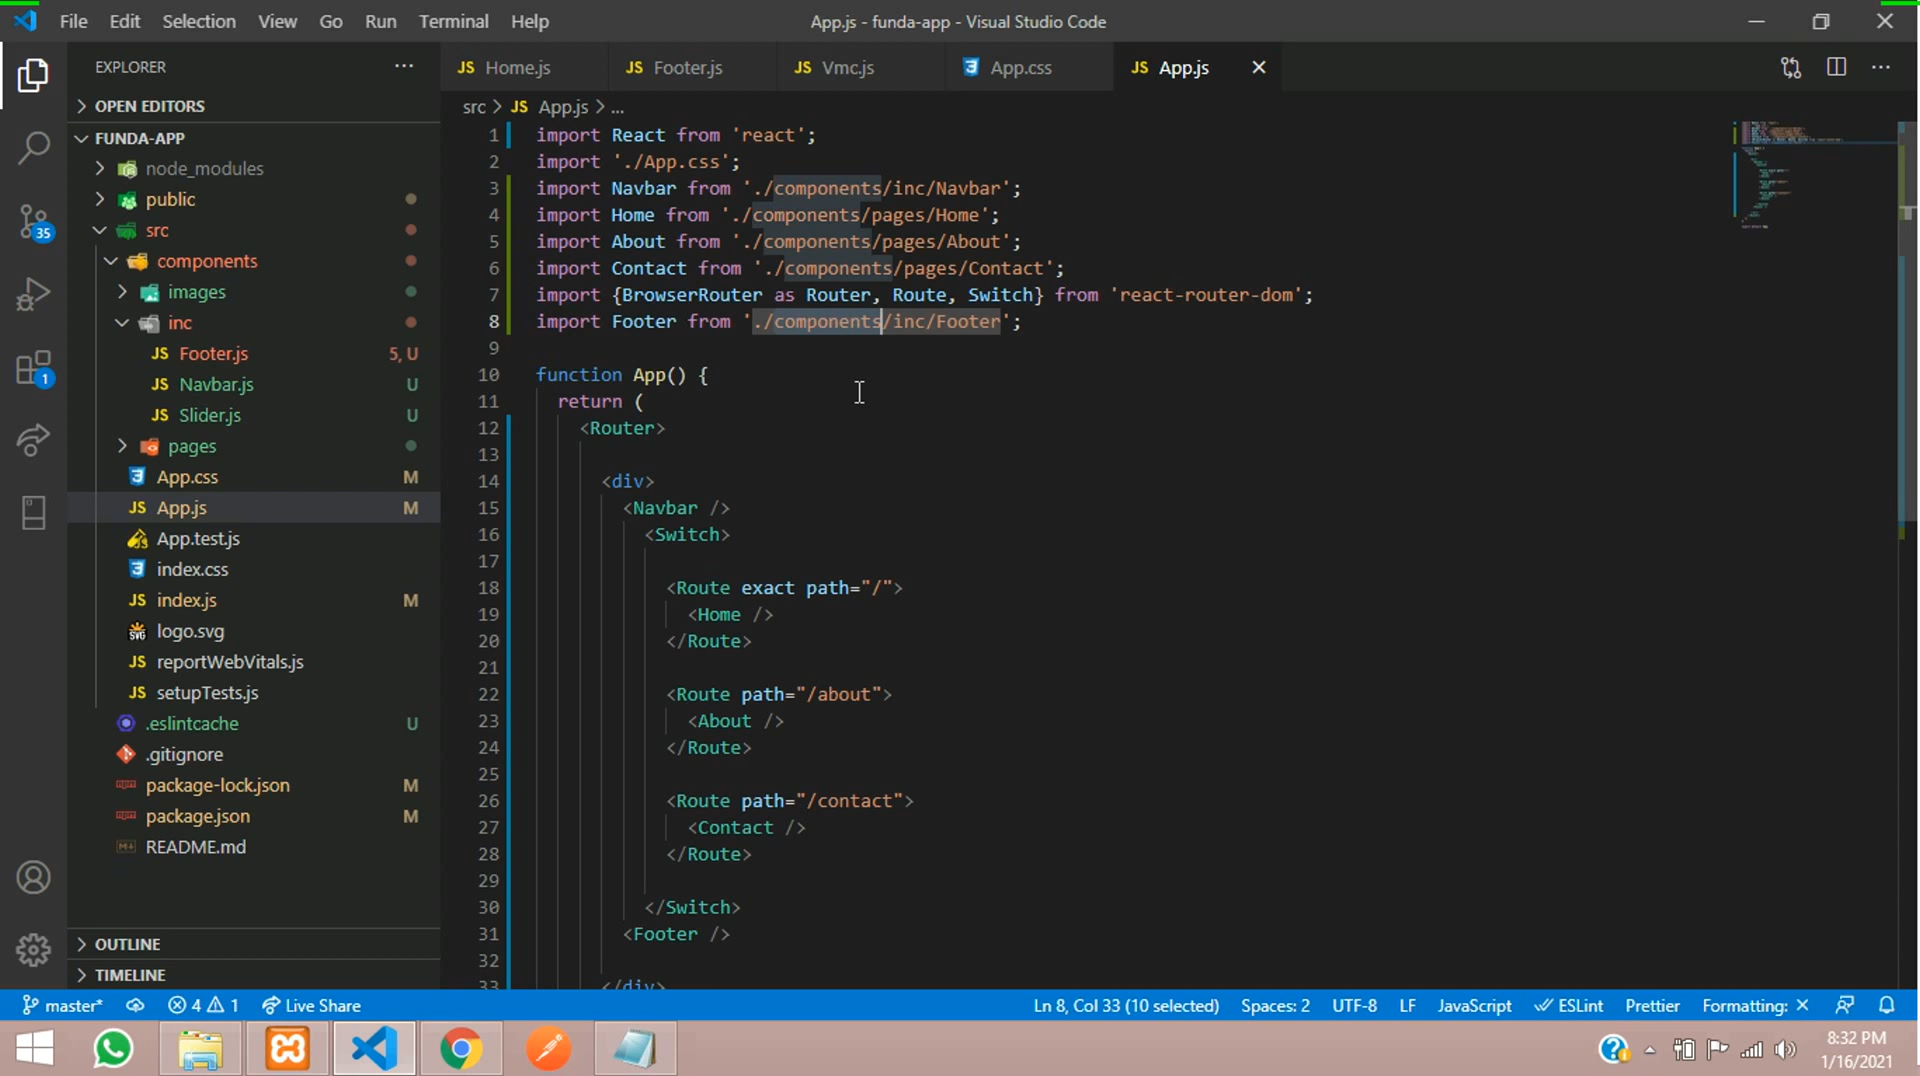 File Edit Selection View Go Run Terminal Help
App.js - funda-app - Visual Studio Code
EXPLORER
OPEN EDITORS
FUNDA-APP
node_modules
public
src
components
images
inc
JS Footer.js 5, U
JS Navbar.js U
JS Slider.js U
pages
App.css M
JS App.js M
App.test.js
index.css
JS index.js M
logo.svg
JS reportWebVitals.js
JS setupTests.js
.eslintcache U
.gitignore
package-lock.json M
package.json M
README.md
OUTLINE
TIMELINE
35
1
JS Home.js JS Footer.js JS Vmc.js App.css JS App.js
src > JS App.js > ...
1 import React from 'react';
2 import './App.css';
3 import Navbar from './components/inc/Navbar';
4 import Home from './components/pages/Home';
5 import About from './components/pages/About';
6 import Contact from './components/pages/Contact';
7 import {BrowserRouter as Router, Route, Switch} from 'react-router-dom';
8 import Footer from './components/inc/Footer';
9
10 function App() {
11 return (
12 <Router>
13
14 <div>
15 <Navbar />
16 <Switch>
17
18 <Route exact path="/">
19 <Home />
20 </Route>
21
22 <Route path="/about">
23 <About />
24 </Route>
25
26 <Route path="/contact">
27 <Contact />
28 </Route>
29
30 </Switch>
31 <Footer />
32
33 </div>
master* 4 1 Live Share
Ln 8, Col 33 (10 selected) Spaces: 2 UTF-8 LF JavaScript ESLint Prettier Formatting: ✕
8:32 PM
1/16/2021